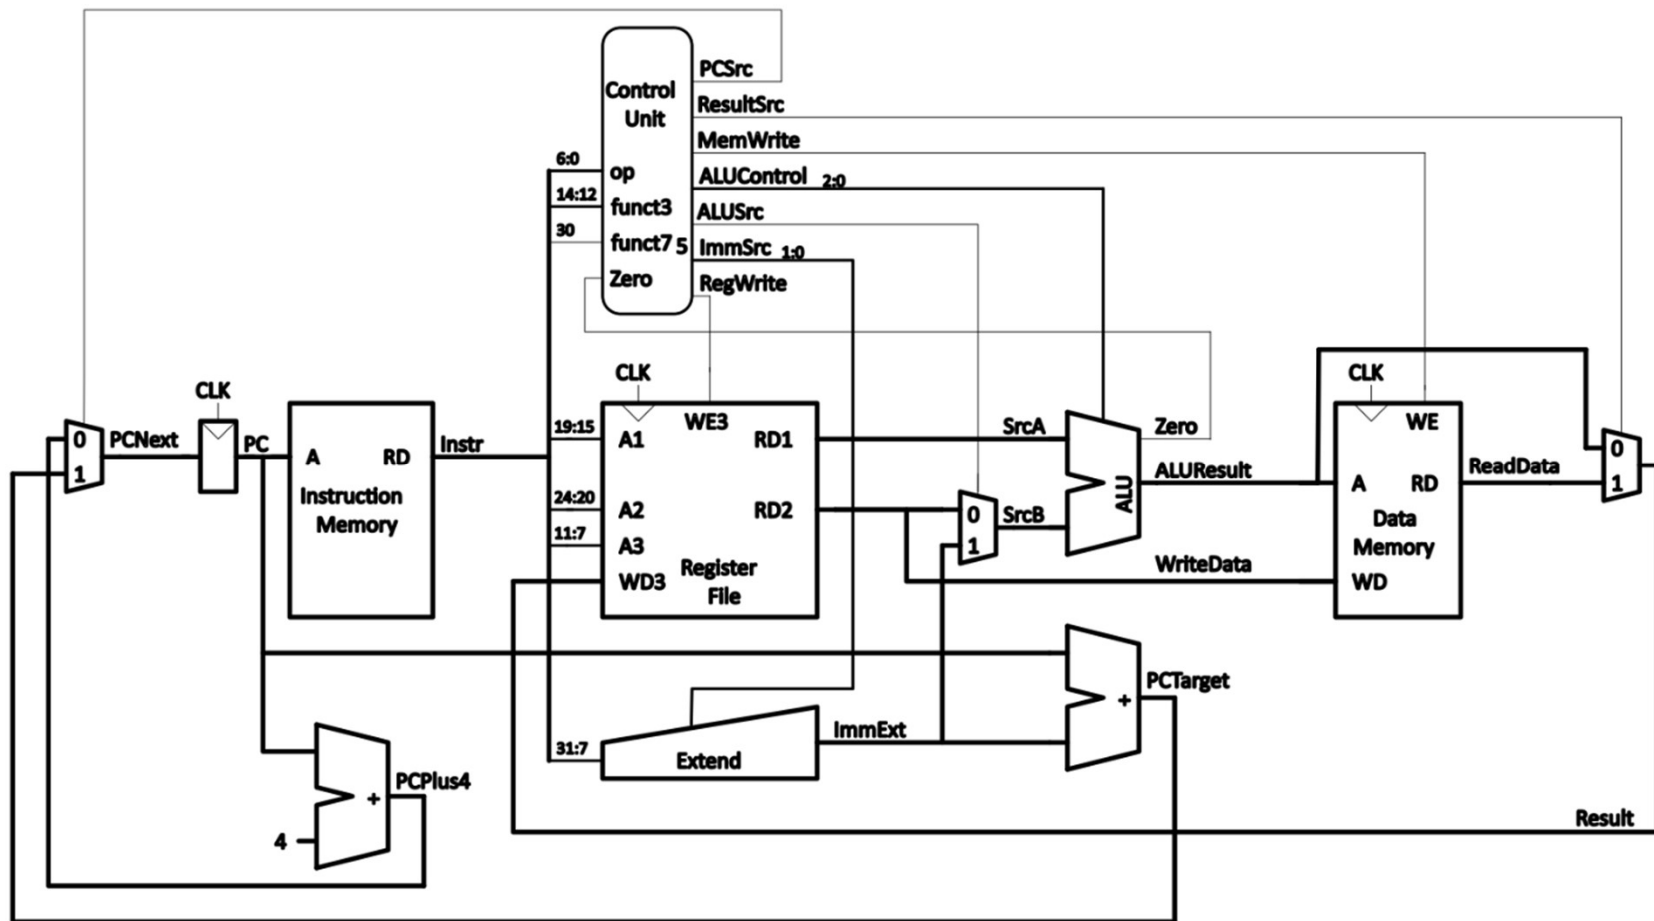 PCSrc
Control
Unit
ResultSrc
MemWrite
6:0
op
ALUControl 2:0
14:12
funct3
ALUSrc
30
funct7 5
ImmSrc 1:0
Zero
RegWrite
CLK
CLK
CLK
0
1
PCNext
PC
A
RD
Instruction
Memory
Instr
19:15
A1
WE3
RD1
24:20
A2
RD2
11:7
A3
WD3
Register
File
SrcA
0
1
SrcB
ALU
Zero
ALUResult
WE
A
RD
Data
Memory
WriteData
WD
ReadData
0
1
31:7
Extend
ImmExt
+
PCTarget
+
PCPlus4
4
Result